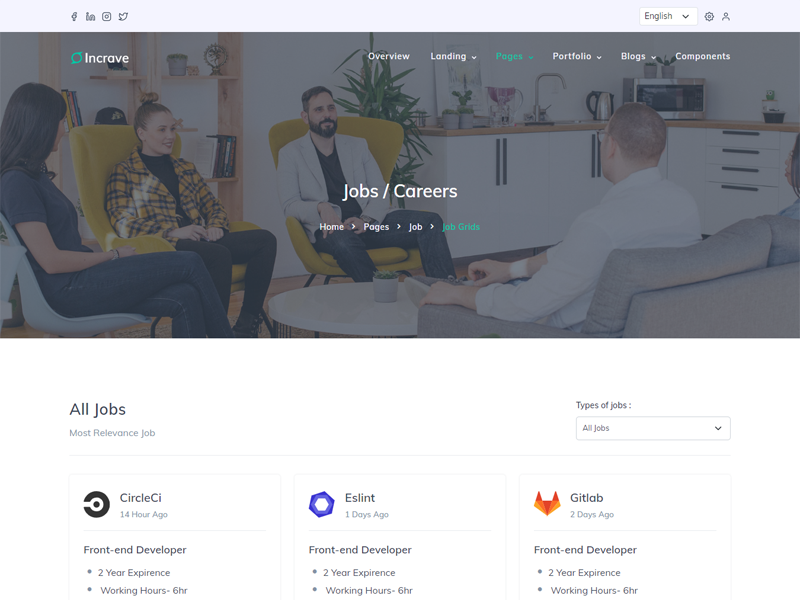 English
Incrave
Overview Landing Pages Portfolio Blogs Components
Jobs / Careers
Home > Pages > Job > Job Grids
All Jobs
Most Relevance Job
Types of jobs :
All Jobs
CircleCi
14 Hour Ago
Front-end Developer
2 Year Expirence
Working Hours- 6hr
Eslint
1 Days Ago
Front-end Developer
2 Year Expirence
Working Hours- 6hr
Gitlab
2 Days Ago
Front-end Developer
2 Year Expirence
Working Hours- 6hr